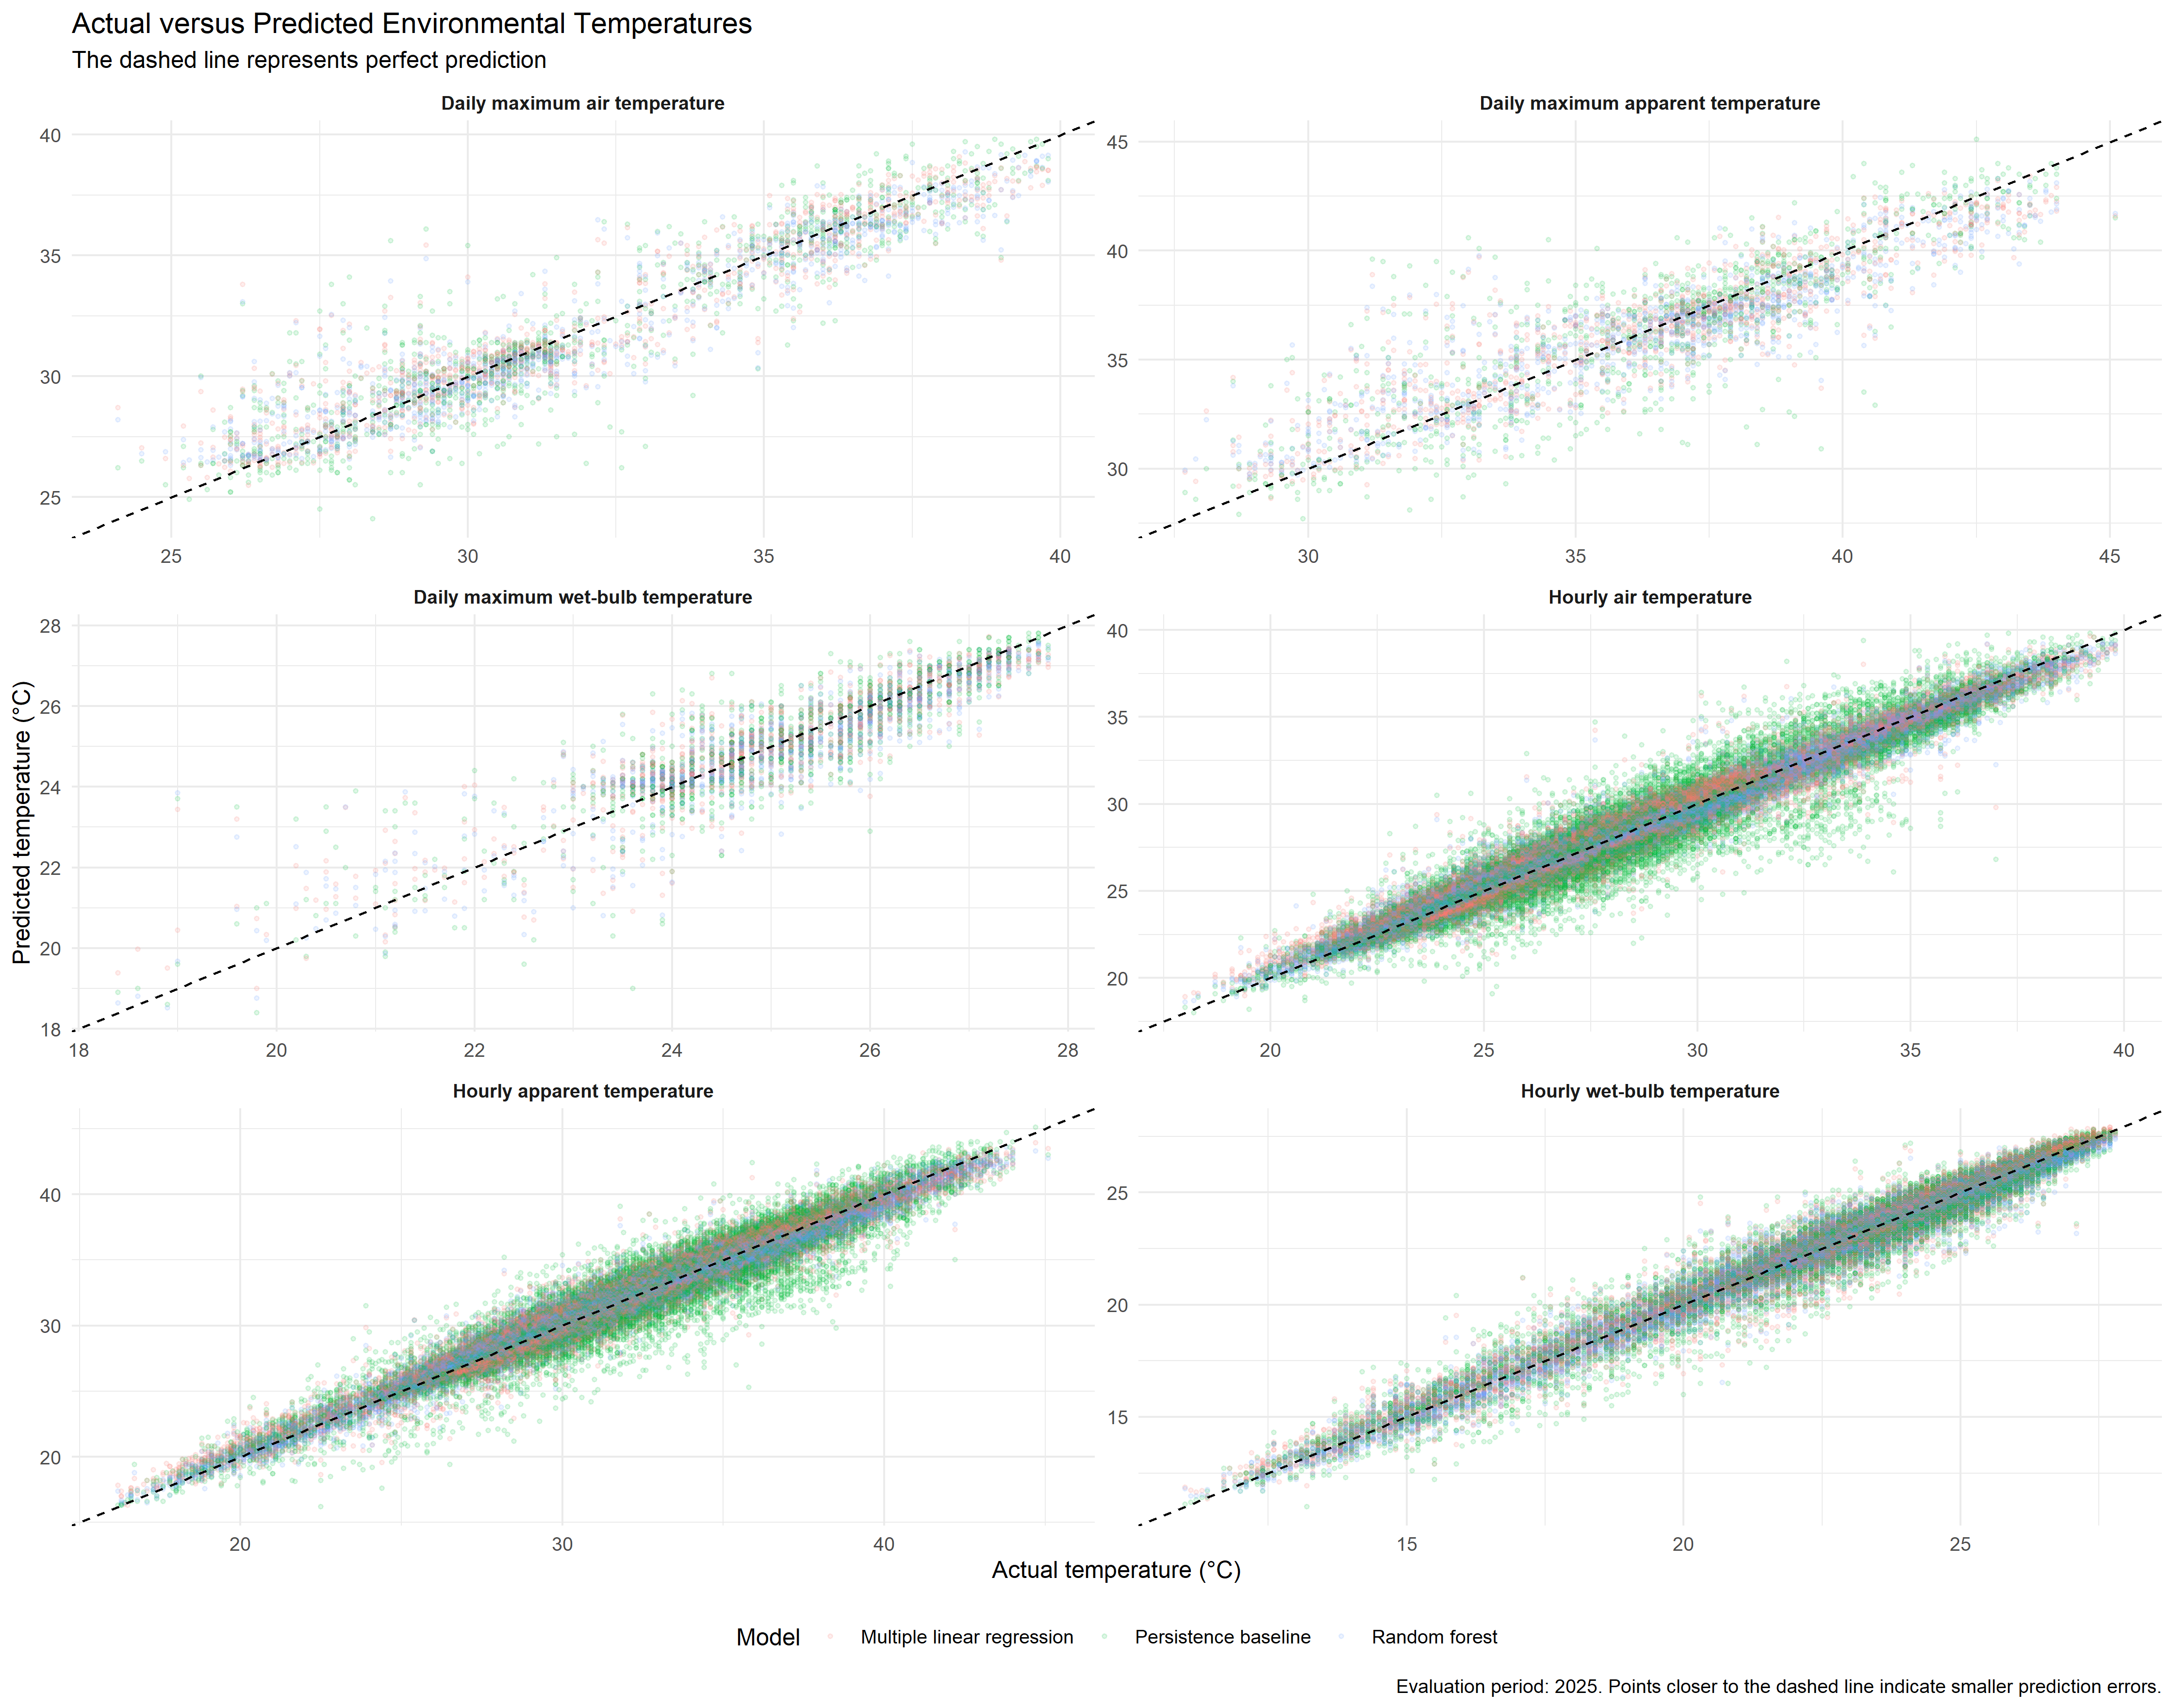 Actual versus Predicted Environmental Temperatures
The dashed line represents perfect prediction
Daily maximum air temperature
40
35
30
25
25 30 35 40
Daily maximum apparent temperature
45
40
35
30
30 35 40 45
Daily maximum wet-bulb temperature
28
26
24
22
20
18
18 20 22 24 26 28
Hourly air temperature
40
35
30
25
20
20 25 30 35 40
Hourly apparent temperature
40
30
20
20 30 40
Hourly wet-bulb temperature
25
20
15
15 20 25
Predicted temperature (°C)
Actual temperature (°C)
Model Multiple linear regression Persistence baseline Random forest
Evaluation period: 2025. Points closer to the dashed line indicate smaller prediction errors.